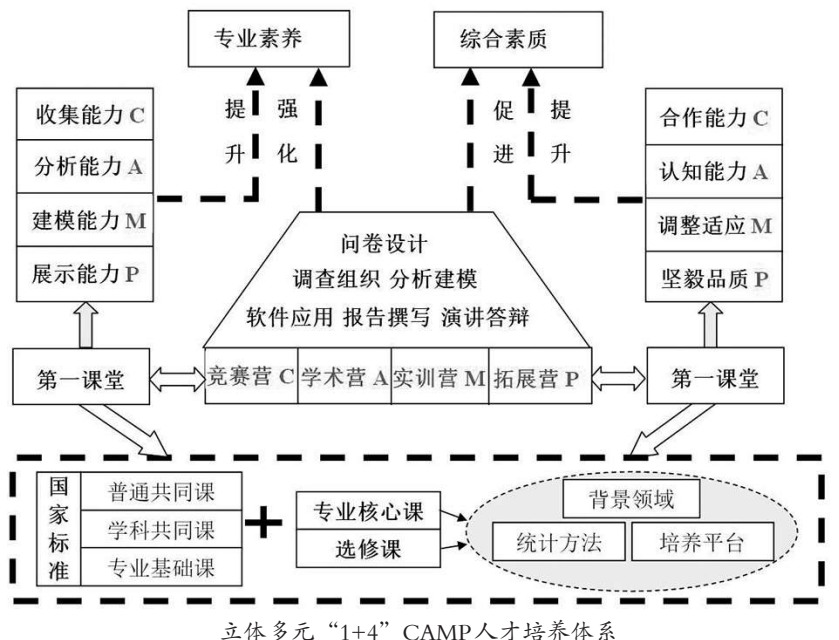 专业素养
综合素质
收集能力 C
分析能力 A
建模能力 M
展示能力 P
提升
强化
促进
提升
合作能力 C
认知能力 A
调整适应 M
坚毅品质 P
问卷设计
调查组织 分析建模
软件应用 报告撰写 演讲答辩
第一课堂
竞赛营 C
学术营 A
实训营 M
拓展营 P
第一课堂
国家标准
普通共同课
学科共同课
专业基础课
+
专业核心课
选修课
背景领域
统计方法
培养平台
立体多元“1+4”CAMP人才培养体系